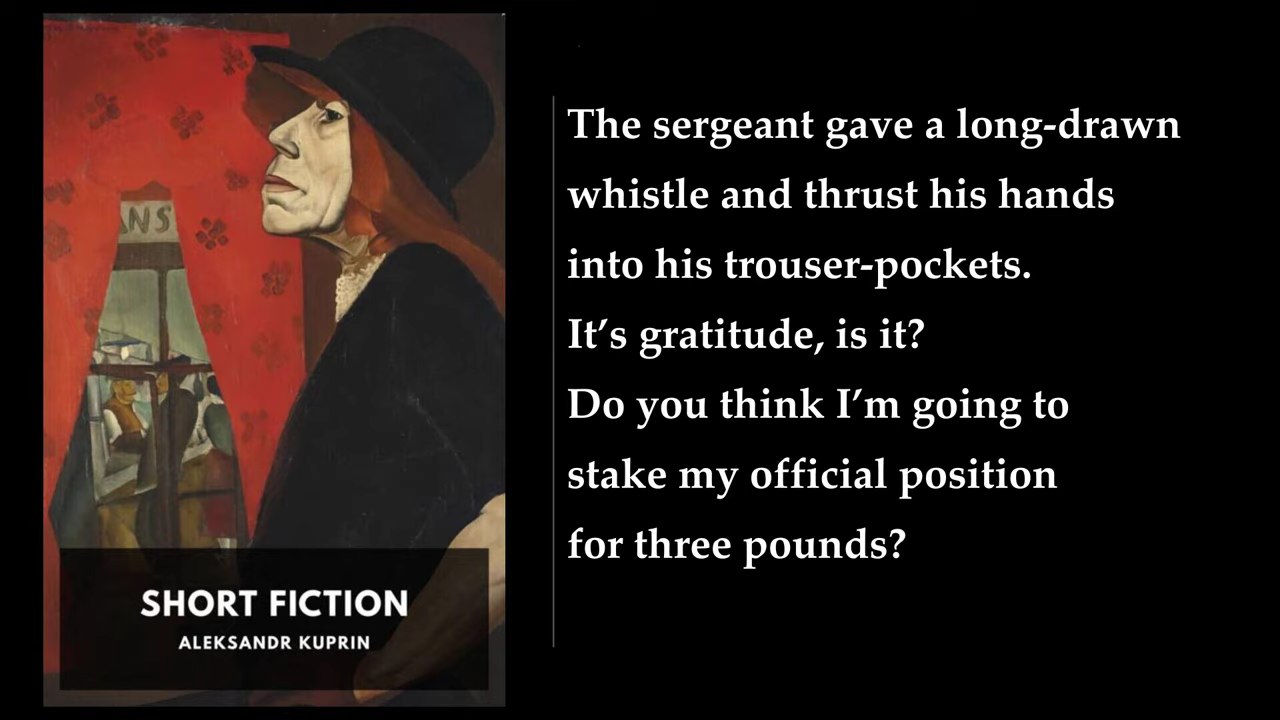 ANS
SHORT FICTION
ALEKSANDR KUPRIN
The sergeant gave a long-drawn
whistle and thrust his hands
into his trouser-pockets.
It’s gratitude, is it?
Do you think I’m going to
stake my official position
for three pounds?